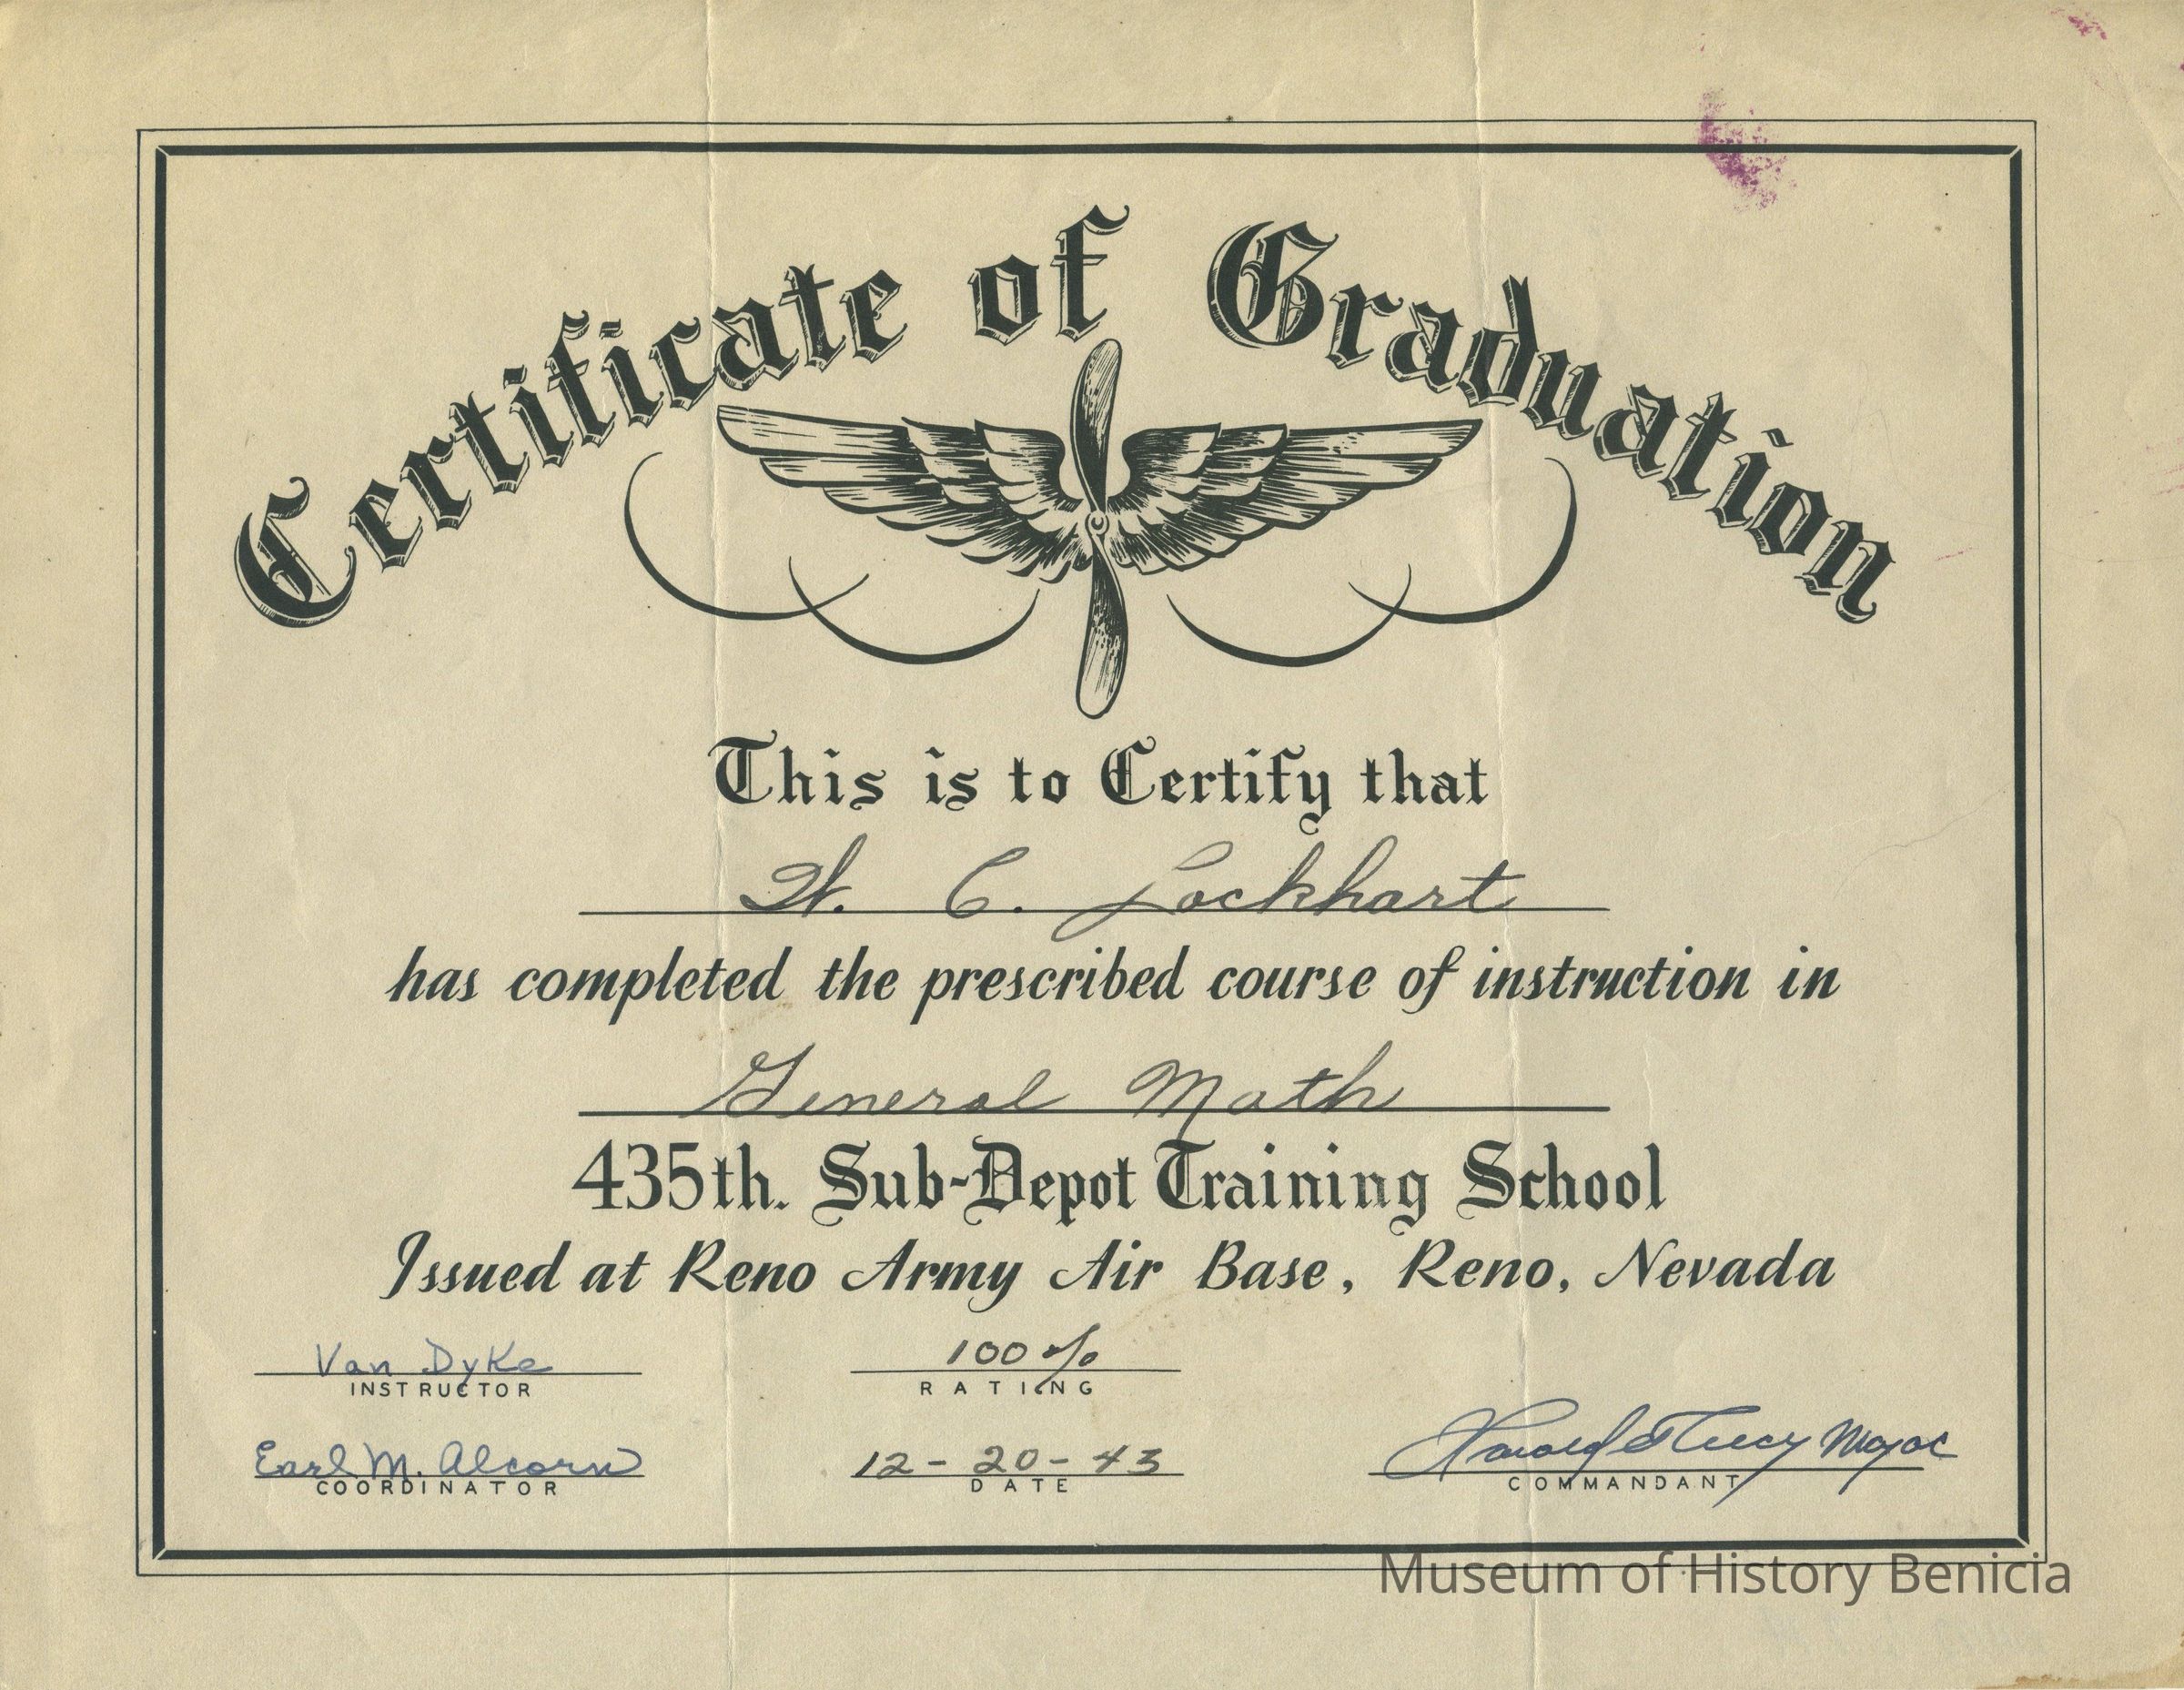 Certificate of Graduation
This is to Certify that
C. Lockhart
has completed the prescribed course of instruction in
General Math
435th. Sub-Depot Training School
Issued at Reno Army Air Base, Reno, Nevada
Van Dyke
INSTRUCTOR
100%
RATING
Earl M. Alcorn
COORDINATOR
12-20-43
DATE
Major
COMMANDANT
Museum of History Benicia